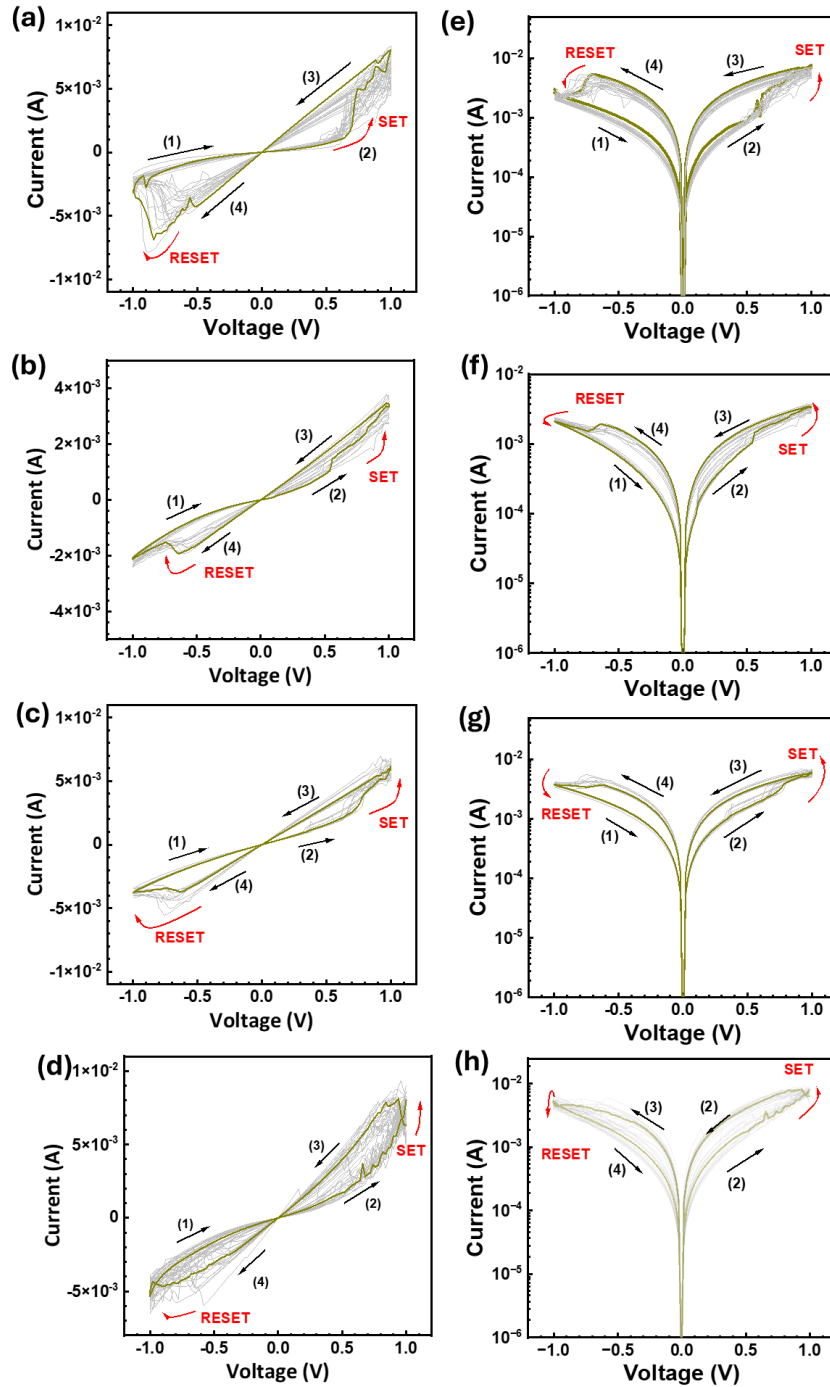 (a)
1×10⁻²
5×10⁻³
0
-5×10⁻³
-1×10⁻²
Current (A)
(1)
(2)
(3)
(4)
SET
RESET
-1.0 -0.5 0.0 0.5 1.0
Voltage (V)
(e)
10⁻²
10⁻³
10⁻⁴
10⁻⁵
10⁻⁶
Current (A)
RESET
SET
(4)
(3)
(1)
(2)
-1.0 -0.5 0.0 0.5 1.0
Voltage (V)
(b)
4×10⁻³
2×10⁻³
0
-2×10⁻³
-4×10⁻³
Current (A)
(3)
(1)
(2)
(4)
SET
RESET
-1.0 -0.5 0.0 0.5 1.0
Voltage (V)
(f)
10⁻²
10⁻³
10⁻⁴
10⁻⁵
10⁻⁶
Current (A)
RESET
SET
(4)
(3)
(1)
(2)
-1.0 -0.5 0.0 0.5 1.0
Voltage (V)
(c)
1×10⁻²
5×10⁻³
0
-5×10⁻³
-1×10⁻²
Current (A)
(3)
(1)
(2)
(4)
SET
RESET
-1.0 -0.5 0.0 0.5 1.0
Voltage (V)
(g)
10⁻²
10⁻³
10⁻⁴
10⁻⁵
10⁻⁶
Current (A)
SET
RESET
(4)
(3)
(1)
(2)
-1.0 -0.5 0.0 0.5 1.0
Voltage (V)
(d)
1×10⁻²
5×10⁻³
0
-5×10⁻³
Current (A)
(3)
(1)
(2)
(4)
SET
RESET
-1.0 -0.5 0.0 0.5 1.0
Voltage (V)
(h)
10⁻²
10⁻³
10⁻⁴
10⁻⁵
10⁻⁶
Current (A)
SET
RESET
(3)
(2)
(4)
(2)
−1.0 −0.5 0.0 0.5 1.0
Voltage (V)